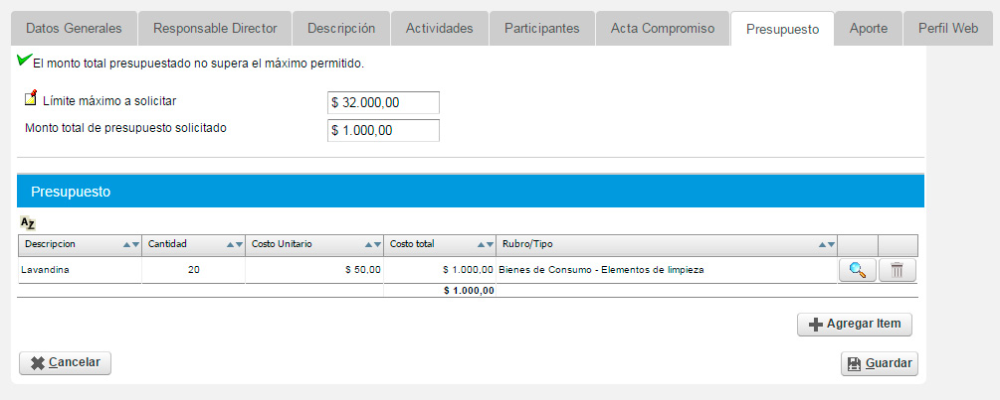 Datos Generales Responsable Director Descripción Actividades Participantes Acta Compromiso Presupuesto Aporte Perfil Web
El monto total presupuestado no supera el máximo permitido.
Límite máximo a solicitar $ 32.000,00
Monto total de presupuesto solicitado $ 1.000,00
Presupuesto
AZ
Descripcion Cantidad Costo Unitario Costo total Rubro/Tipo
Lavandina 20 $ 50,00 $ 1.000,00 Bienes de Consumo - Elementos de limpieza
$ 1.000,00
Agregar Item
Cancelar Guardar